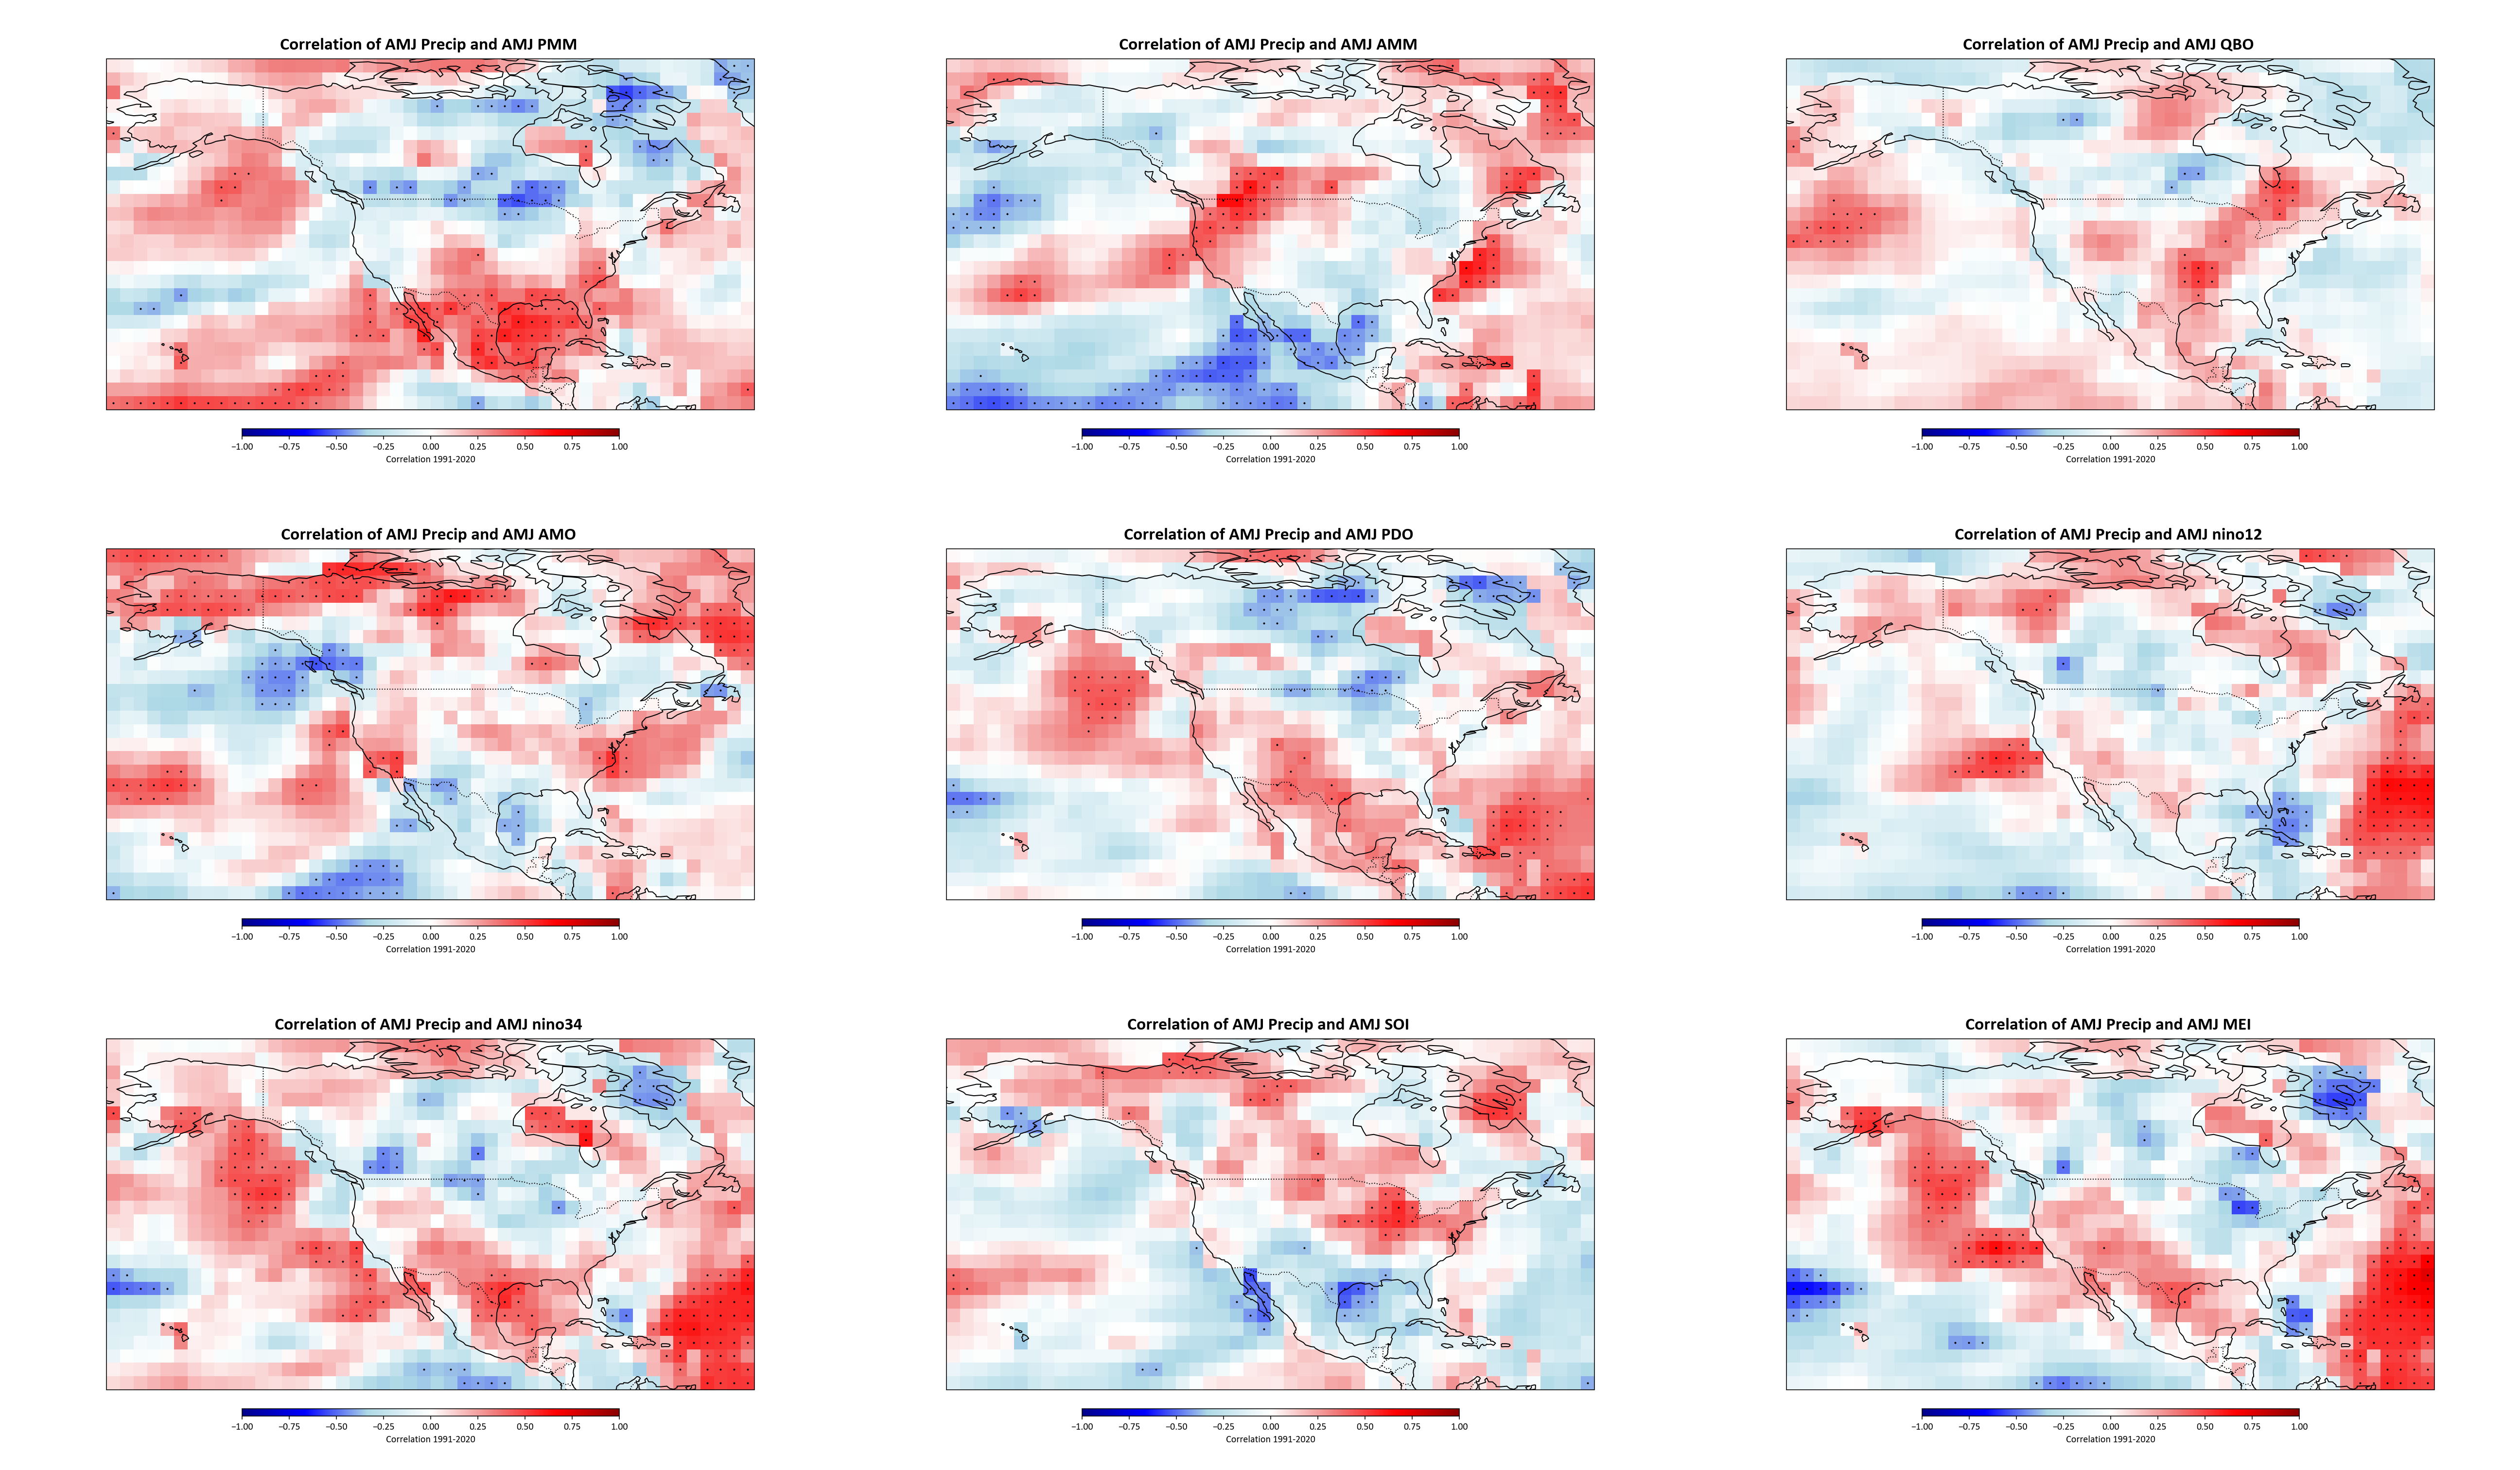 Correlation of AMJ Precip and AMJ PMM
Correlation of AMJ Precip and AMJ AMM
Correlation of AMJ Precip and AMJ QBO
−1.00 −0.75 −0.50 −0.25 0.00 0.25 0.50 0.75 1.00
Correlation 1991-2020
−1.00 −0.75 −0.50 −0.25 0.00 0.25 0.50 0.75 1.00
Correlation 1991-2020
−1.00 −0.75 −0.50 −0.25 0.00 0.25 0.50 0.75 1.00
Correlation 1991-2020
Correlation of AMJ Precip and AMJ AMO
Correlation of AMJ Precip and AMJ PDO
Correlation of AMJ Precip and AMJ nino12
−1.00 −0.75 −0.50 −0.25 0.00 0.25 0.50 0.75 1.00
Correlation 1991-2020
−1.00 −0.75 −0.50 −0.25 0.00 0.25 0.50 0.75 1.00
Correlation 1991-2020
−1.00 −0.75 −0.50 −0.25 0.00 0.25 0.50 0.75 1.00
Correlation 1991-2020
Correlation of AMJ Precip and AMJ nino34
Correlation of AMJ Precip and AMJ SOI
Correlation of AMJ Precip and AMJ MEI
−1.00 −0.75 −0.50 −0.25 0.00 0.25 0.50 0.75 1.00
Correlation 1991-2020
−1.00 −0.75 −0.50 −0.25 0.00 0.25 0.50 0.75 1.00
Correlation 1991-2020
−1.00 −0.75 −0.50 −0.25 0.00 0.25 0.50 0.75 1.00
Correlation 1991-2020